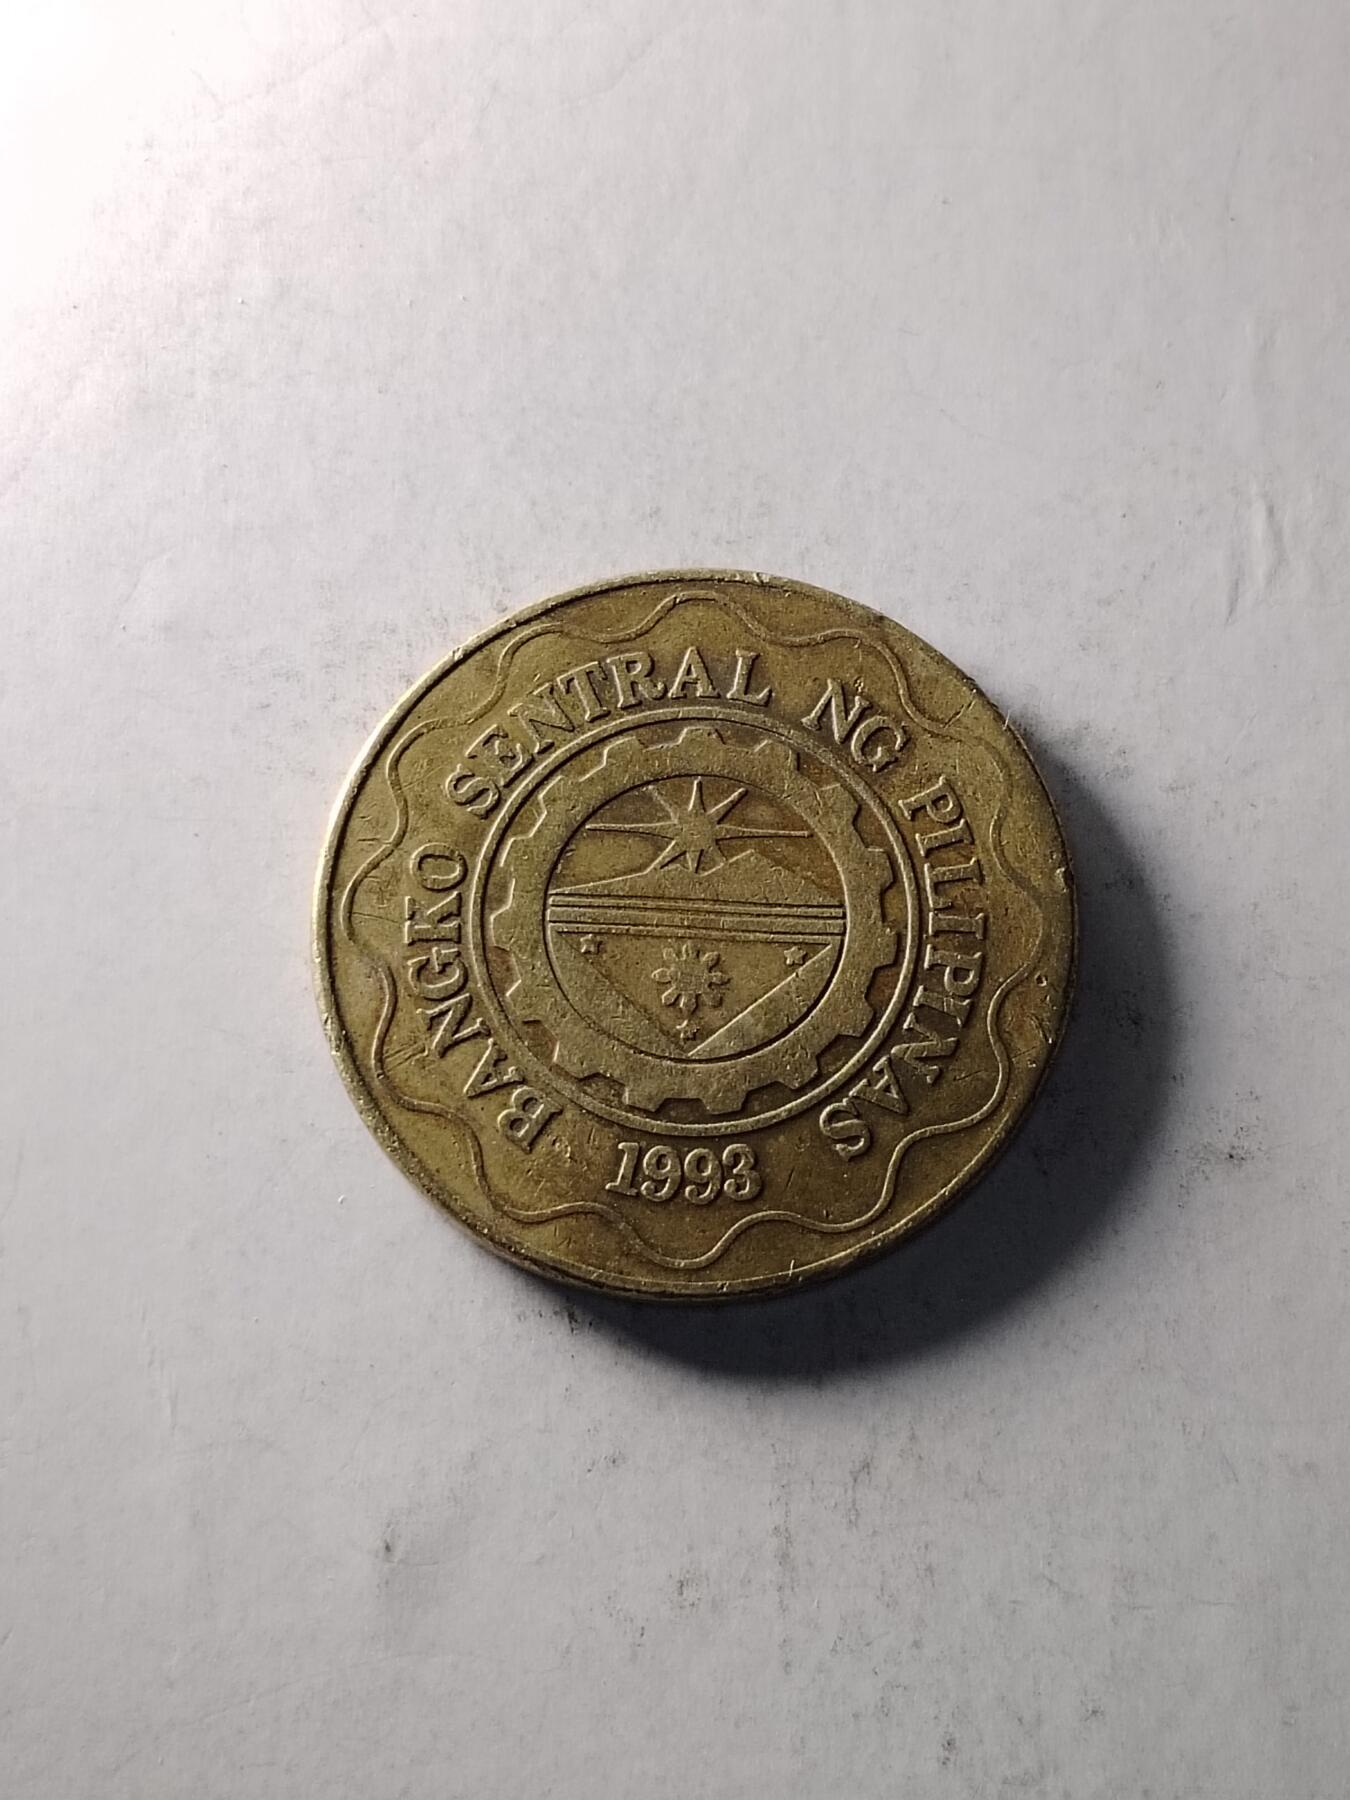 BANGKO SENTRAL NG PILIPINAS
1993